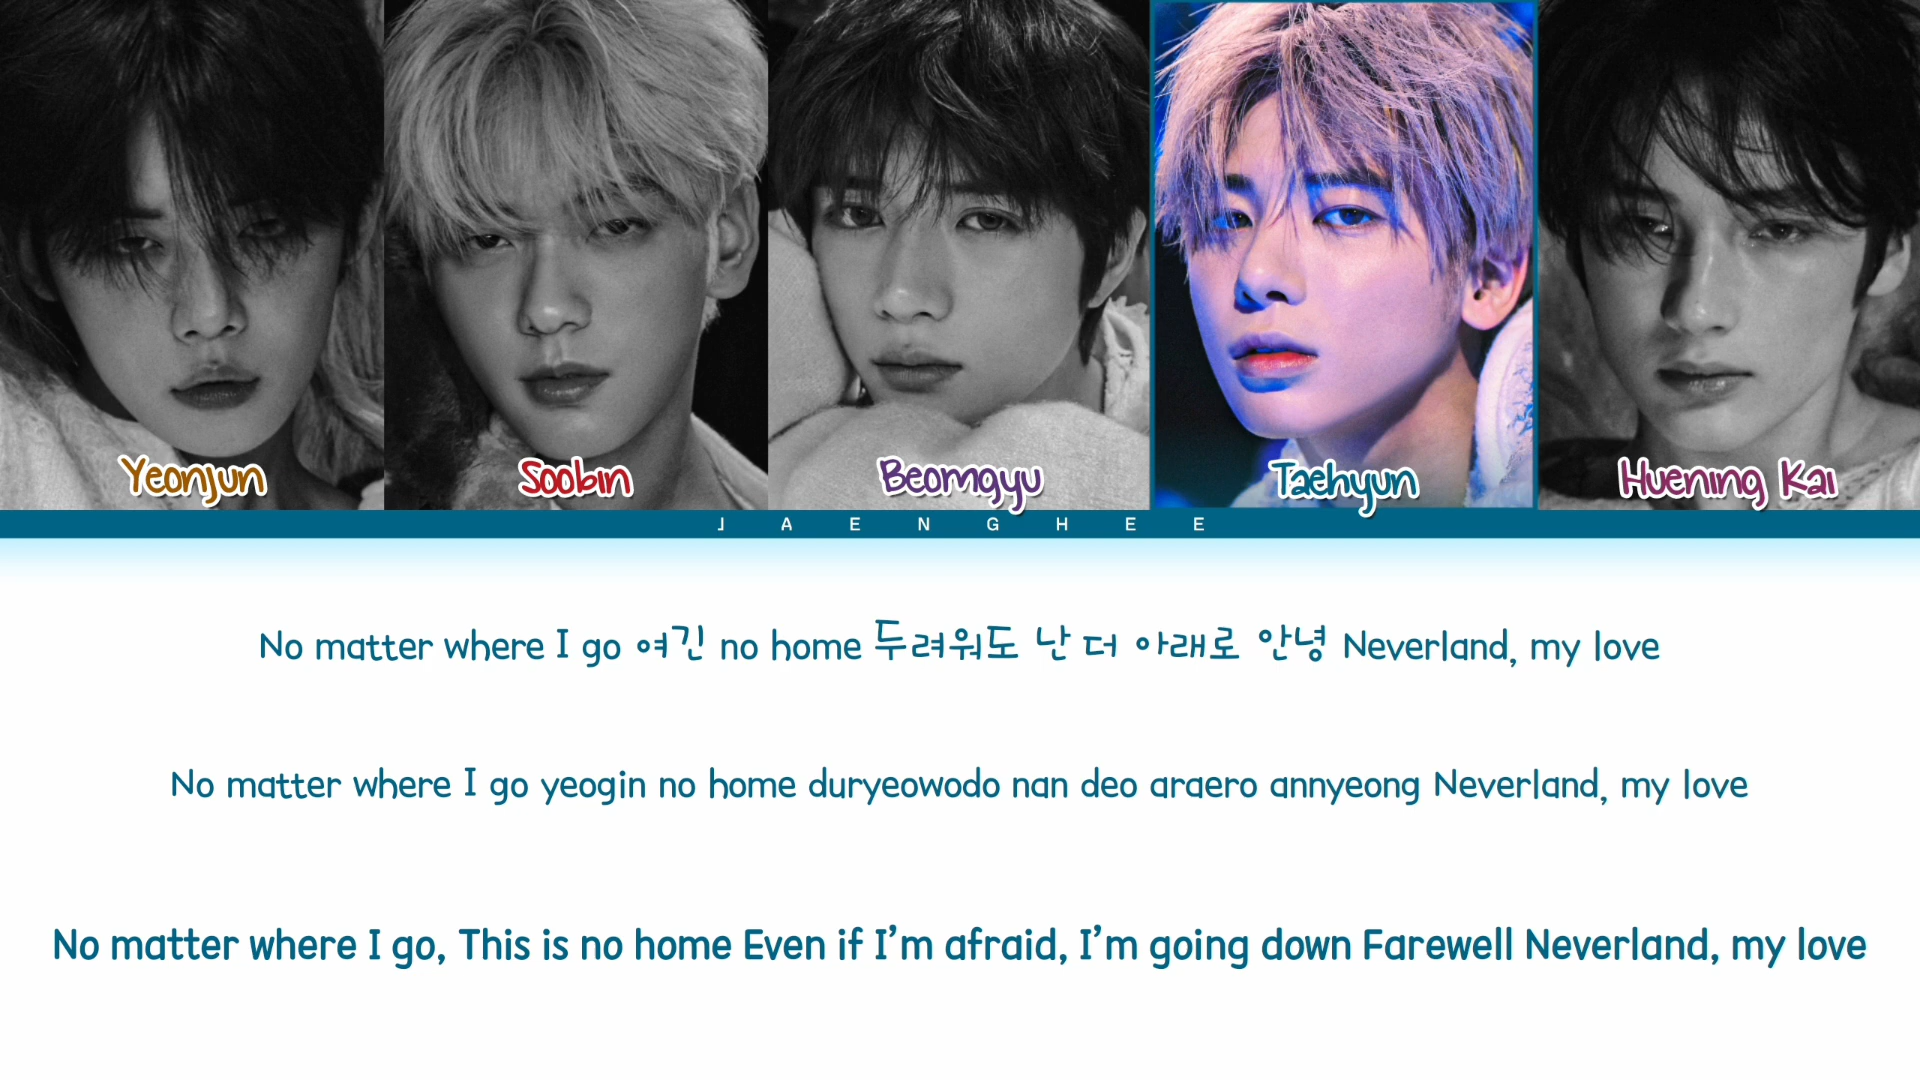 Yeonjun Soobin Beomgyu Taehyun Huening Kai
JAENGHEE
No matter where I go 여긴 no home 두려워도 난 더 아래로 안녕 Neverland, my love
No matter where I go yeogin no home duryeowodo nan deo araero annyeong Neverland, my love
No matter where I go, This is no home Even if I’m afraid, I’m going down Farewell Neverland, my love